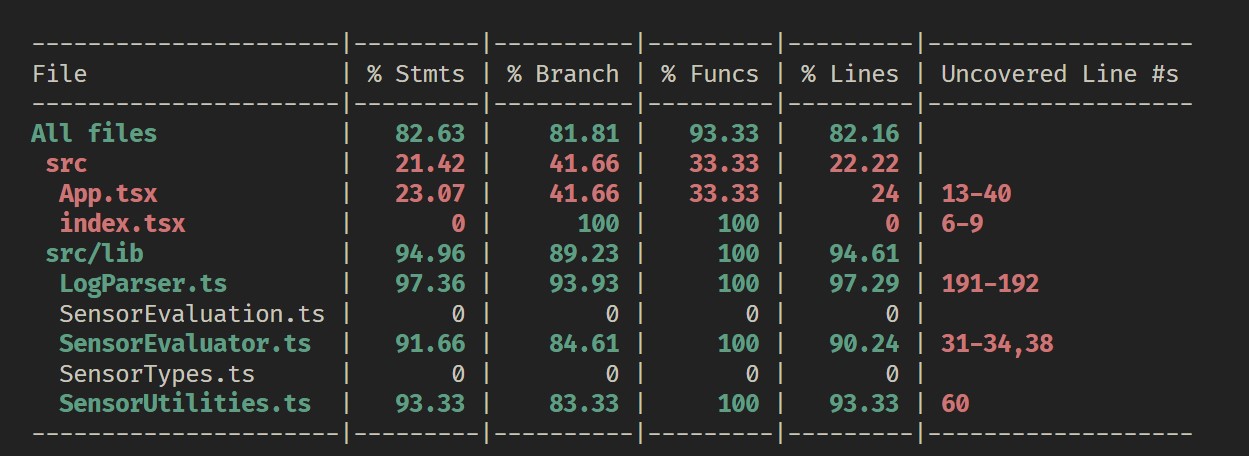 ----------------------|---------|----------|---------|---------|-------------------
File                  | % Stmts | % Branch | % Funcs | % Lines | Uncovered Line #s
----------------------|---------|----------|---------|---------|-------------------
All files             |   82.63 |    81.81 |   93.33 |   82.16 |
 src                  |   21.42 |    41.66 |   33.33 |   22.22 |
  App.tsx             |   23.07 |    41.66 |   33.33 |      24 | 13-40
  index.tsx           |       0 |      100 |     100 |       0 | 6-9
 src/lib              |   94.96 |    89.23 |     100 |   94.61 |
  LogParser.ts        |   97.36 |    93.93 |     100 |   97.29 | 191-192
  SensorEvaluation.ts |       0 |        0 |       0 |       0 |
  SensorEvaluator.ts  |   91.66 |    84.61 |     100 |   90.24 | 31-34,38
  SensorTypes.ts      |       0 |        0 |       0 |       0 |
  SensorUtilities.ts  |   93.33 |    83.33 |     100 |   93.33 | 60
----------------------|---------|----------|---------|---------|-------------------